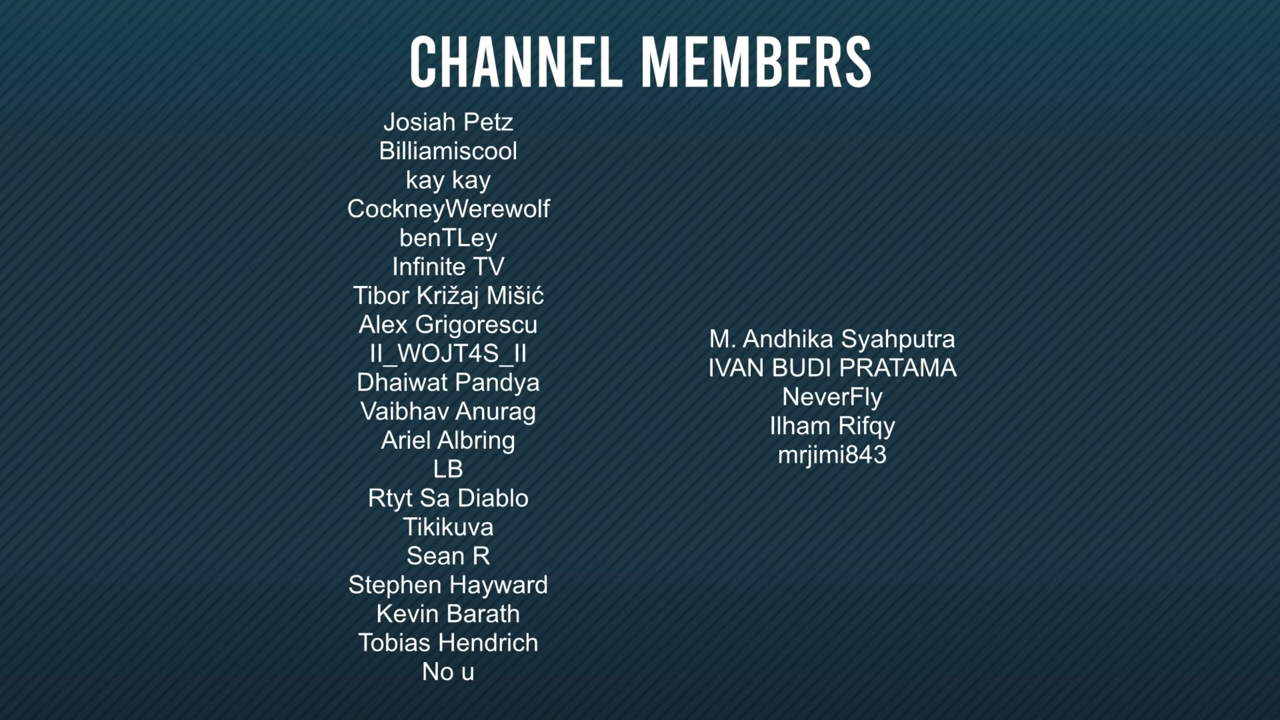 CHANNEL MEMBERS
Josiah Petz
Billiamiscool
kay kay
CockneyWerewolf
benTLey
Infinite TV
Tibor Križaj Mišić
Alex Grigorescu
II_WOJT4S_II
Dhaiwat Pandya
Vaibhav Anurag
Ariel Albring
LB
Rtyt Sa Diablo
Tikikuva
Sean R
Stephen Hayward
Kevin Barath
Tobias Hendrich
No u
M. Andhika Syahputra
IVAN BUDI PRATAMA
NeverFly
Ilham Rifqy
mrjimi843